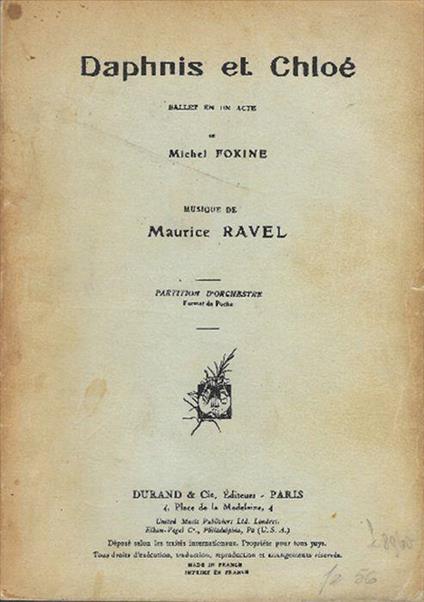 Daphnis et Chloé
BALLET EN UN ACTE
DE
Michel FOKINE
MUSIQUE DE
Maurice RAVEL
PARTITION D'ORCHESTRE
Format de Poche
DURAND & Cie, Éditeurs - PARIS
4, Place de la Madeleine, 4
United Music Publishers Ltd. Londres.
Elkan-Vogel Co., Philadelphia, Pa (U. S. A.)
Déposé selon les traités internationaux. Propriété pour tous pays.
Tous droits d'exécution, traduction, reproduction et arrangements réservés.
MADE IN FRANCE
IMPRIMÉ EN FRANCE